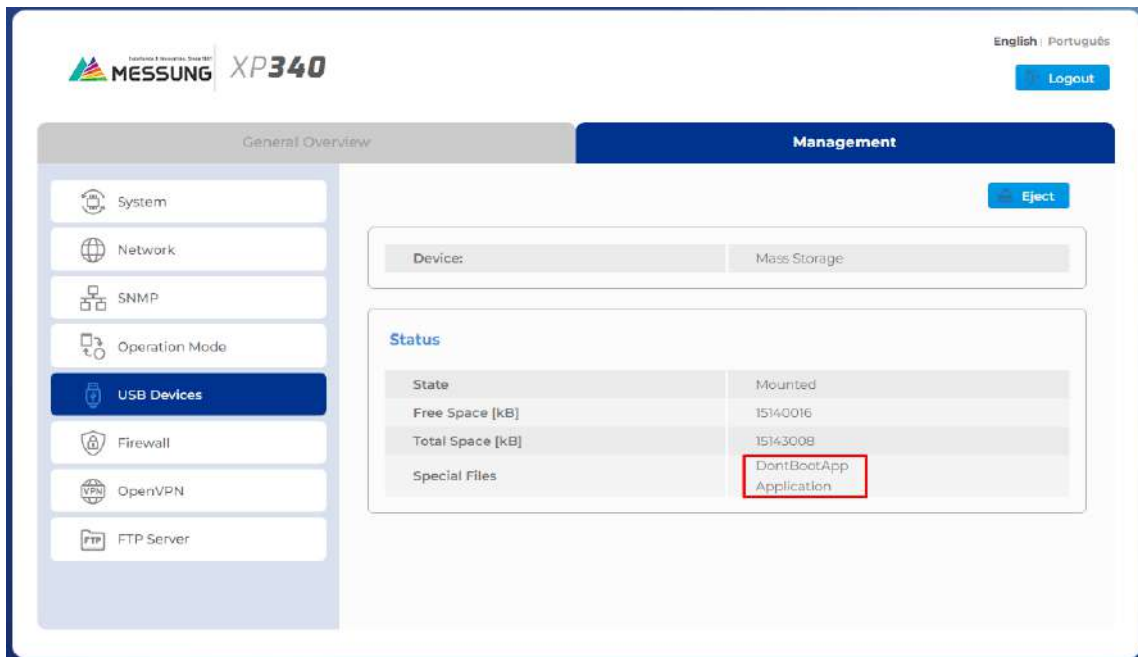 English | Português
MESSUNG XP340
Logout
General Overview
Management
System
Network
SNMP
Operation Mode
USB Devices
Firewall
VPN OpenVPN
FTP FTP Server
Eject
Device: Mass Storage
Status
State Mounted
Free Space [kB] 15140016
Total Space [kB] 15143008
Special Files DontBootApp
Application